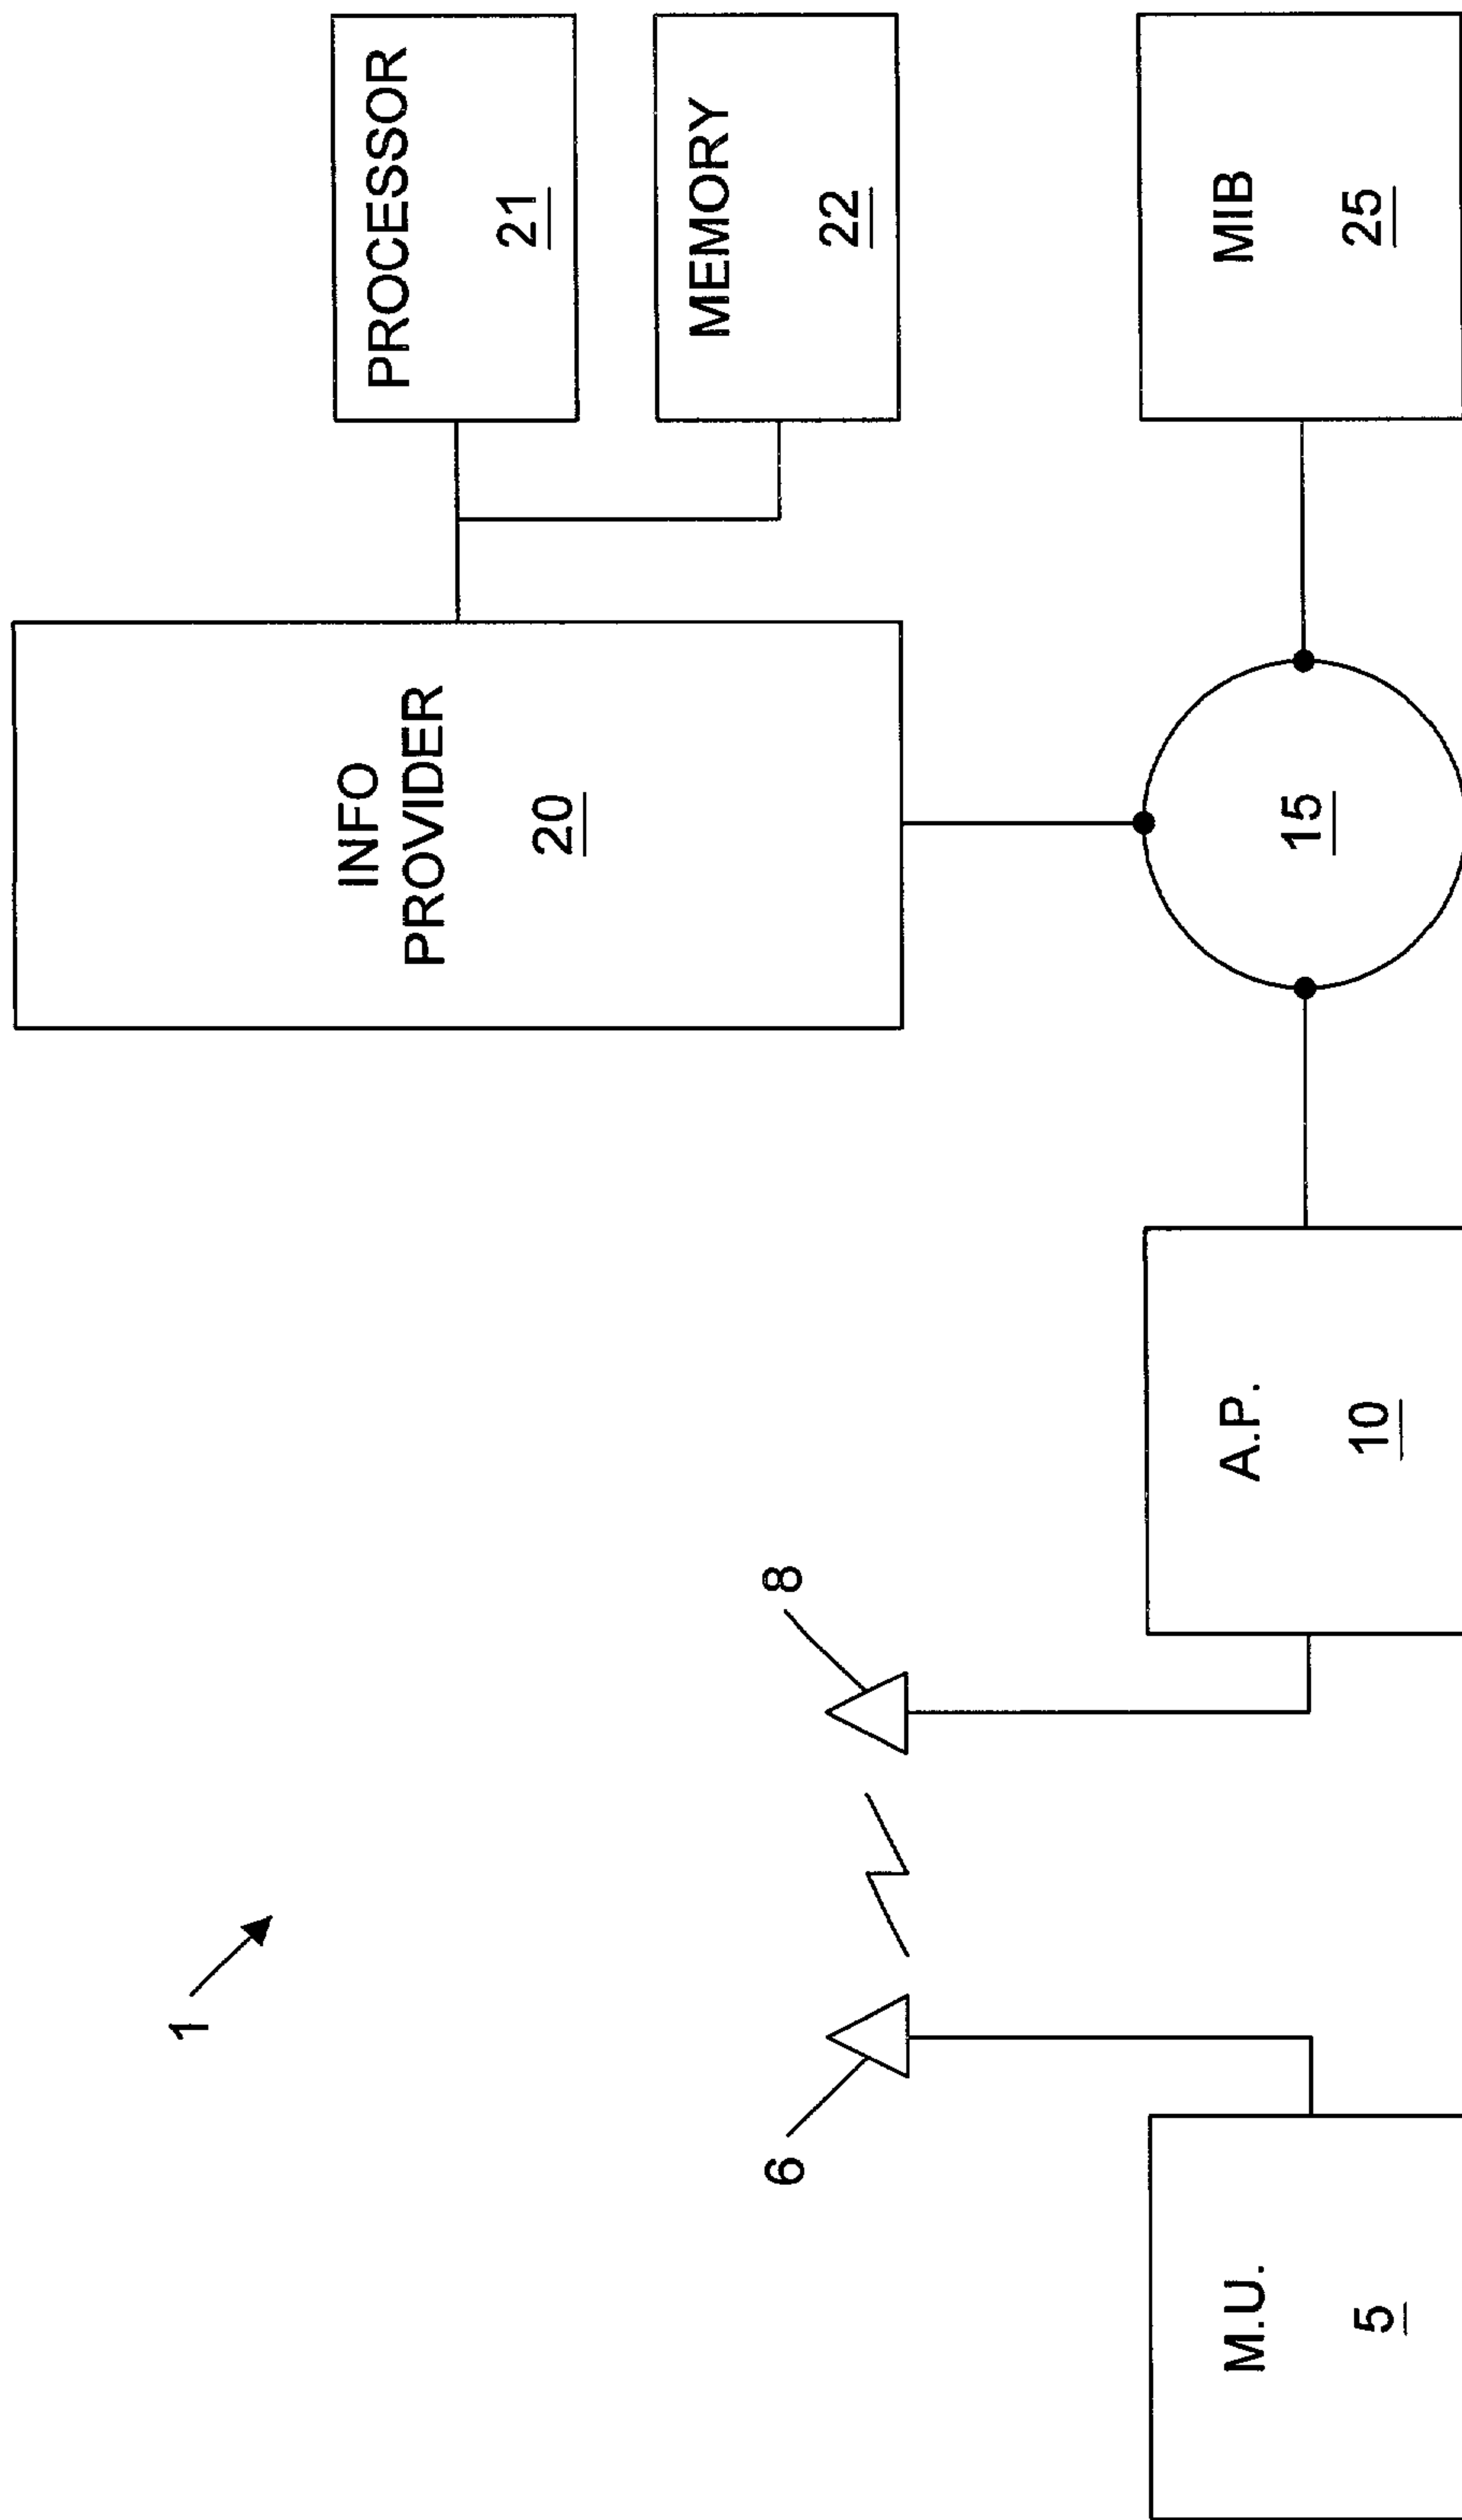 1
INFO
PROVIDER
20
PROCESSOR
21
MEMORY
22
6
8
M.U.
5
A.P.
10
15
MIB
25